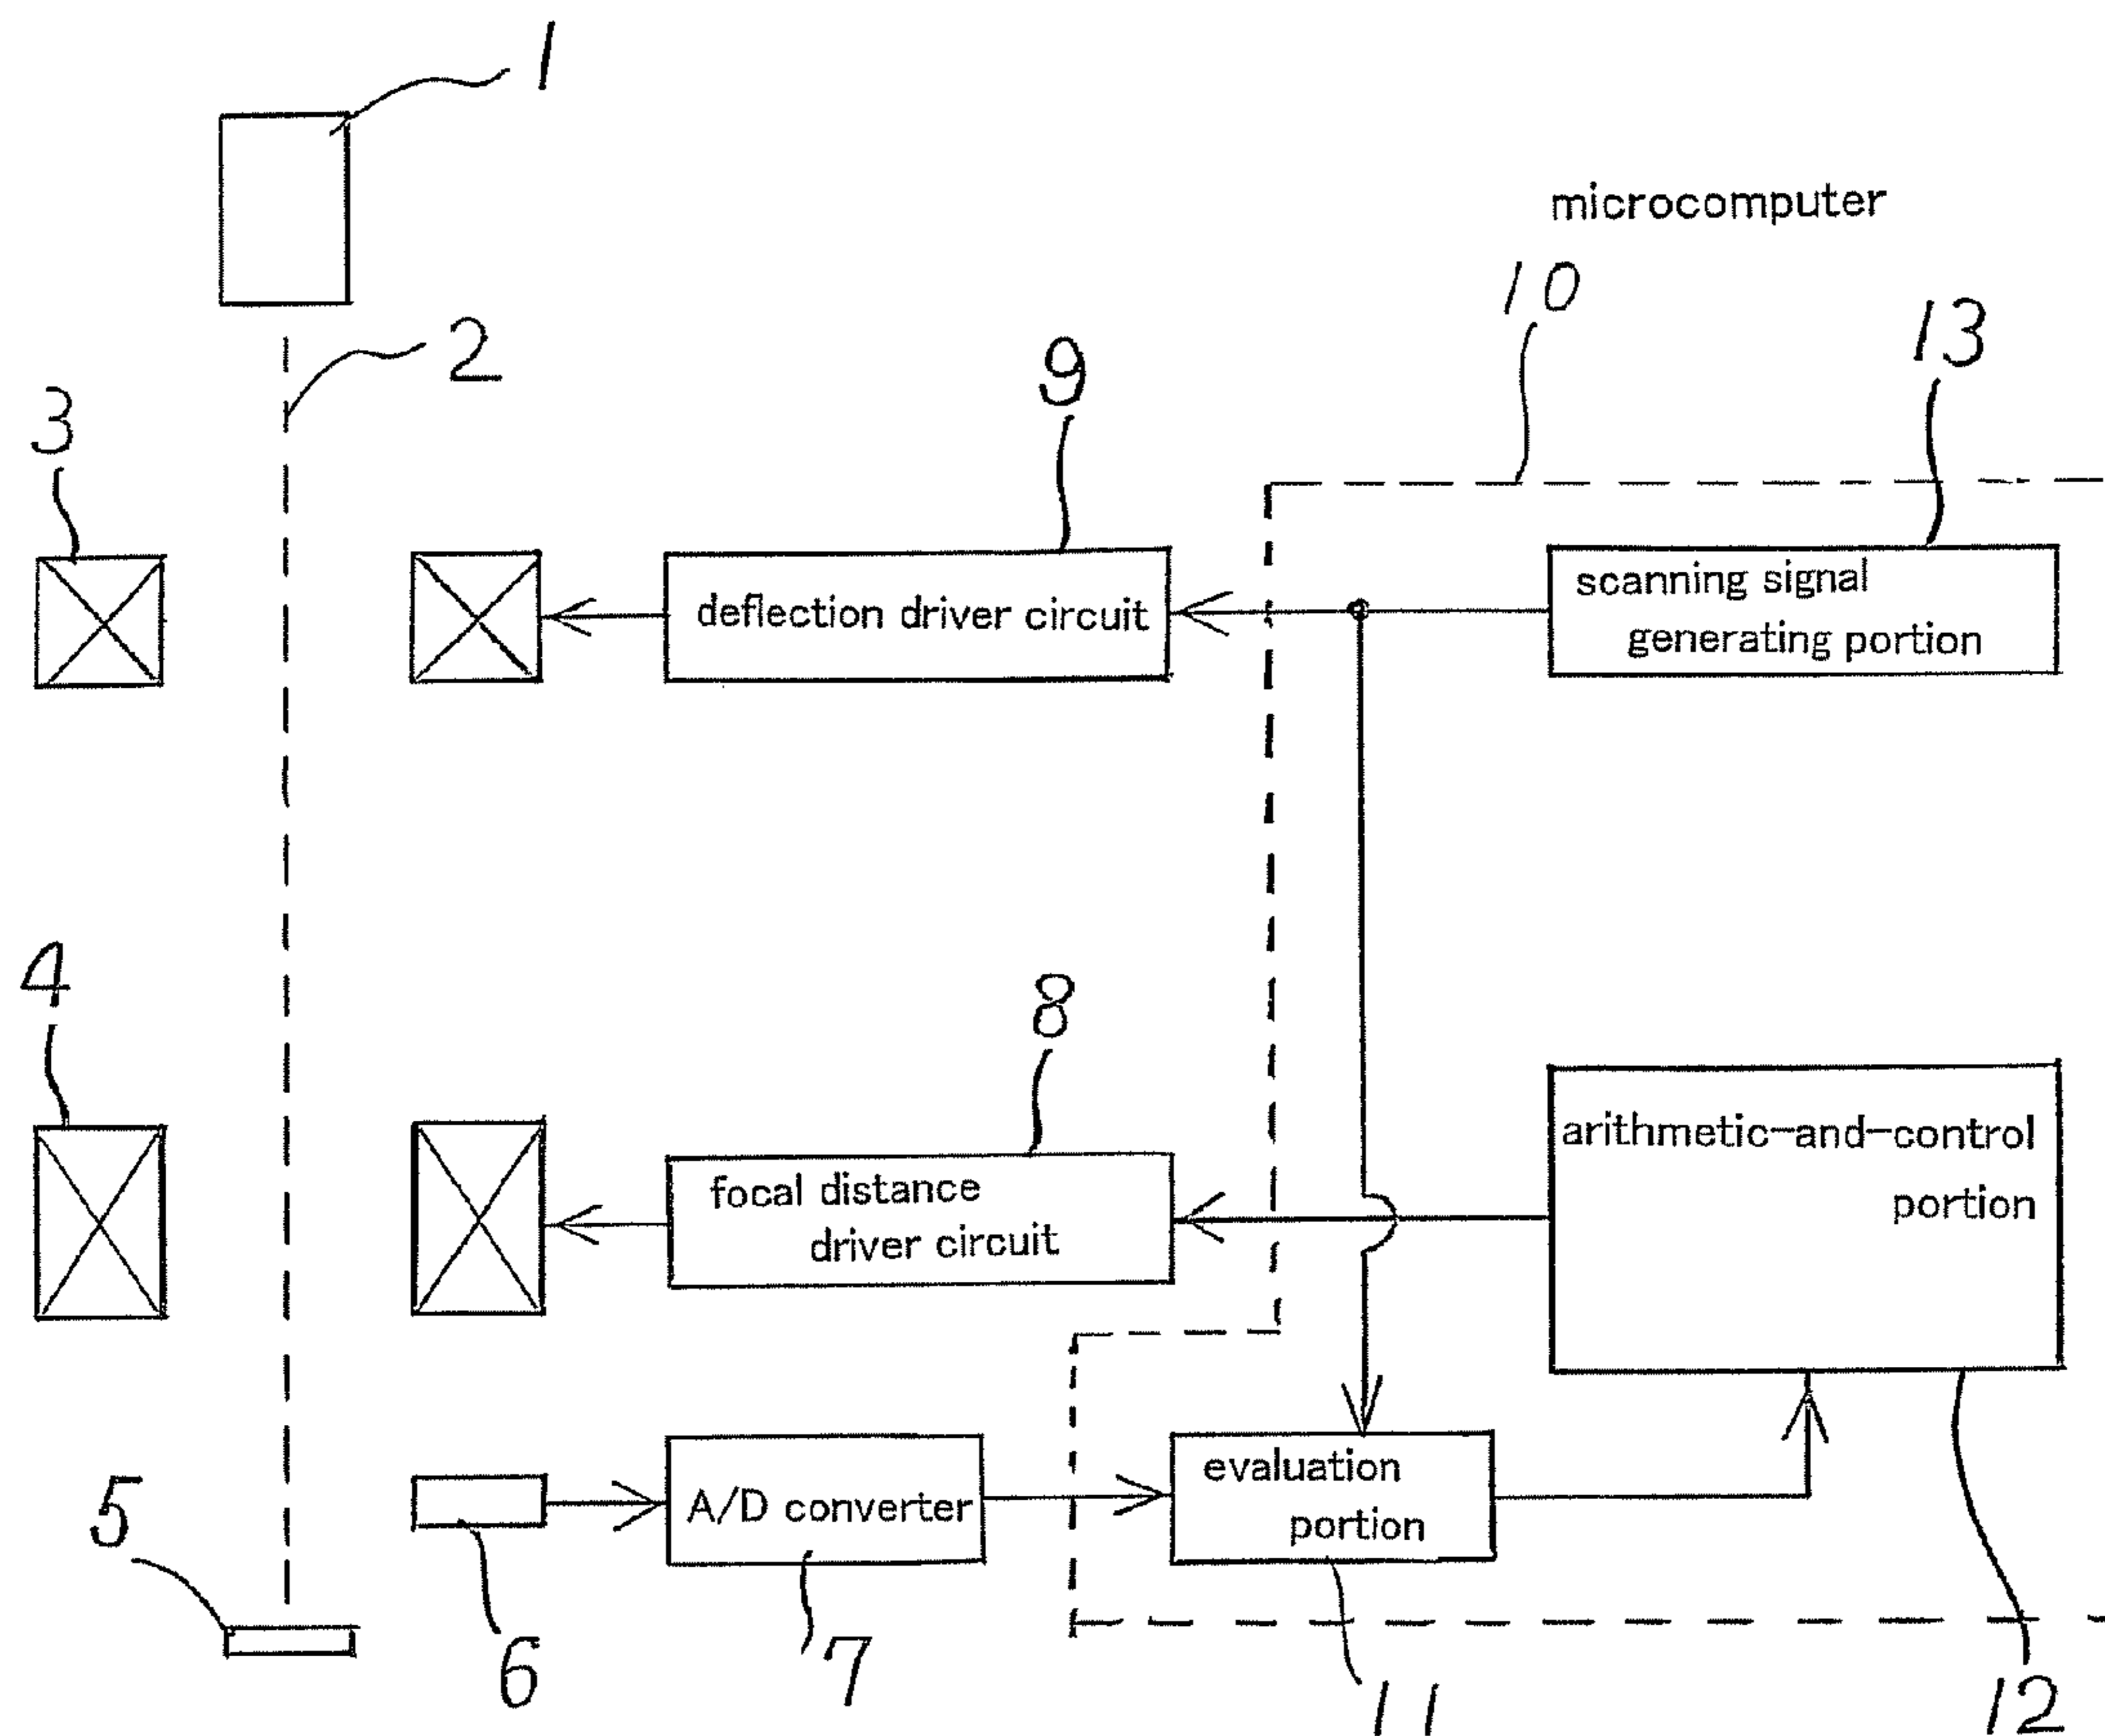 1
microcomputer
10
2
9
13
3
deflection driver circuit
scanning signal
generating portion
4
8
focal distance
driver circuit
arithmetic-and-control
portion
5
A/D converter
evaluation
portion
6
7
11
12